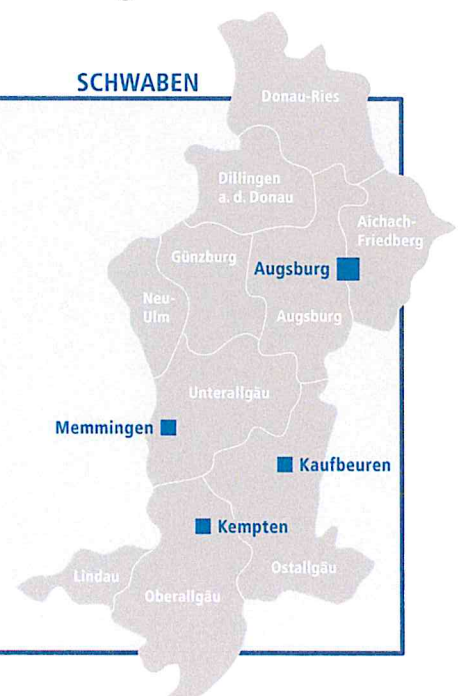 SCHWABEN
Donau-Ries
Dillingen
a. d. Donau
Aichach-
Friedberg
Günzburg
Augsburg
Neu-
Ulm
Augsburg
Unterallgäu
Memmingen
Kaufbeuren
Kempten
Ostallgäu
Lindau
Oberallgäu